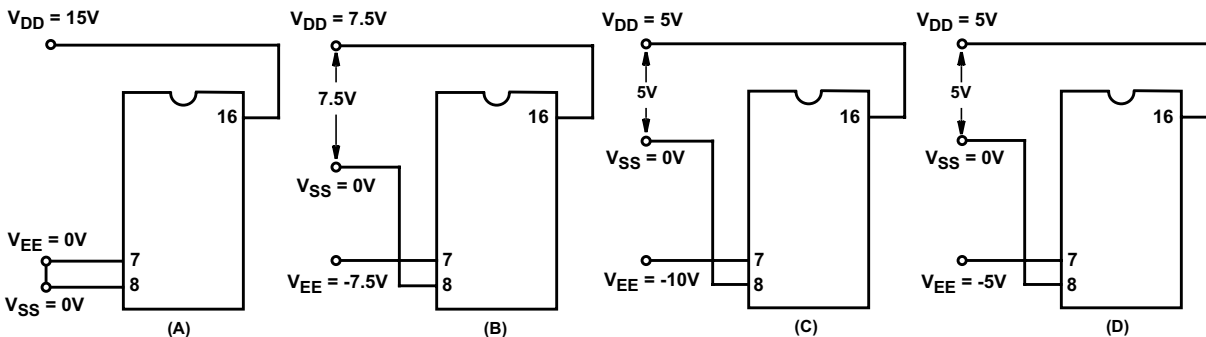 V_DD = 15V
16
V_EE = 0V
7
8
V_SS = 0V
(A)
V_DD = 7.5V
7.5V
16
V_SS = 0V
7
V_EE = -7.5V
8
(B)
V_DD = 5V
5V
16
V_SS = 0V
7
V_EE = -10V
8
(C)
V_DD = 5V
5V
16
V_SS = 0V
7
V_EE = -5V
8
(D)